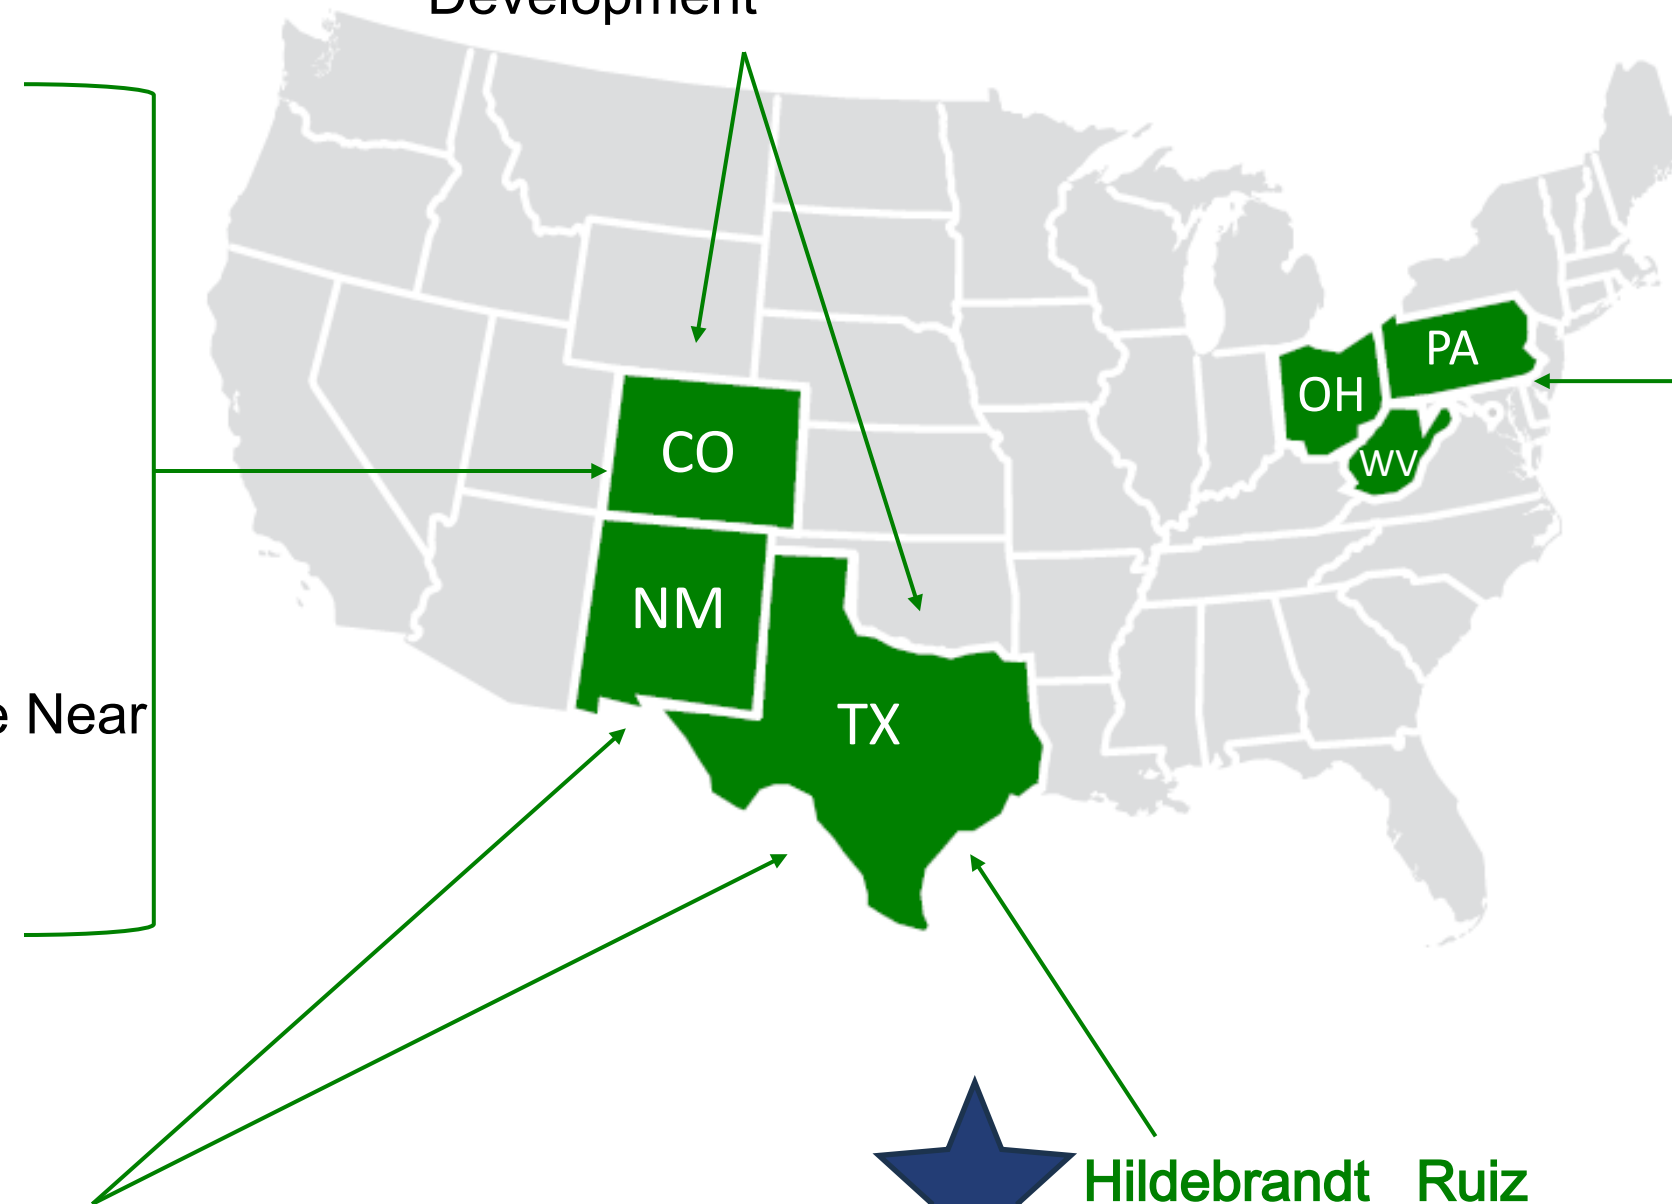 Development
PA
OH
CO
WV
NM
e Near
TX
Hildebrandt Ruiz